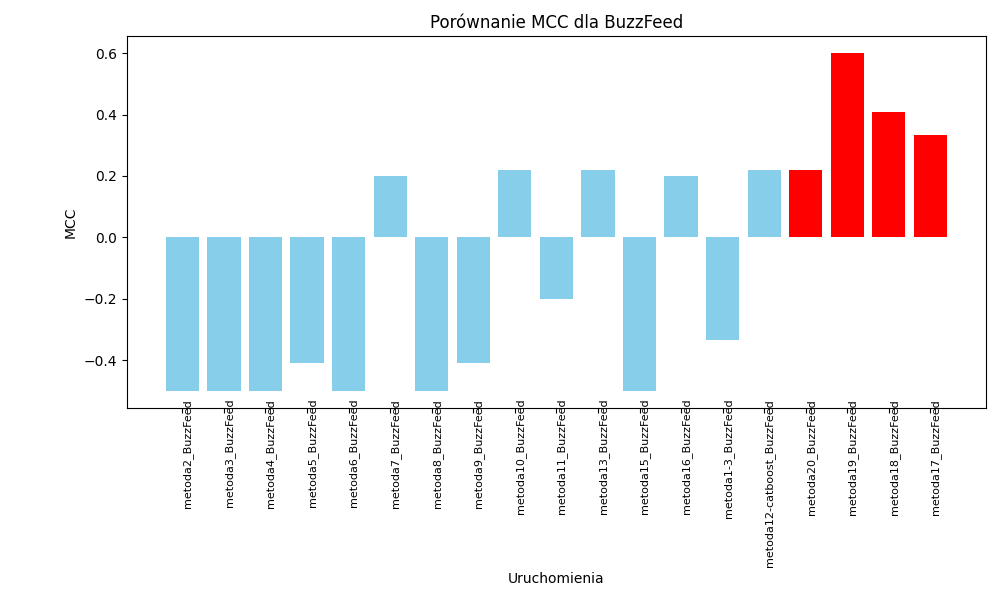 Porównanie MCC dla BuzzFeed
MCC
0.6
0.4
0.2
0.0
−0.2
−0.4
metoda2_BuzzFeed
metoda3_BuzzFeed
metoda4_BuzzFeed
metoda5_BuzzFeed
metoda6_BuzzFeed
metoda7_BuzzFeed
metoda8_BuzzFeed
metoda9_BuzzFeed
metoda10_BuzzFeed
metoda11_BuzzFeed
metoda13_BuzzFeed
metoda15_BuzzFeed
metoda16_BuzzFeed
metoda1-3_BuzzFeed
metoda12-catboost_BuzzFeed
metoda20_BuzzFeed
metoda19_BuzzFeed
metoda18_BuzzFeed
metoda17_BuzzFeed
Uruchomienia